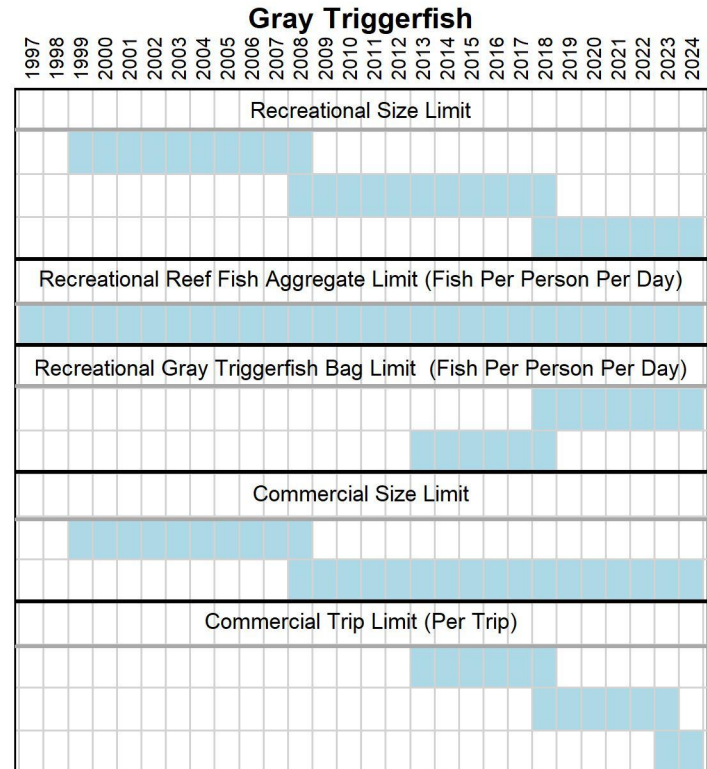 Gray Triggerfish
1997 1998 1999 2000 2001 2002 2003 2004 2005 2006 2007 2008 2009 2010 2011 2012 2013 2014 2015 2016 2017 2018 2019 2020 2021 2022 2023 2024
Recreational Size Limit
Recreational Reef Fish Aggregate Limit (Fish Per Person Per Day)
Recreational Gray Triggerfish Bag Limit (Fish Per Person Per Day)
Commercial Size Limit
Commercial Trip Limit (Per Trip)